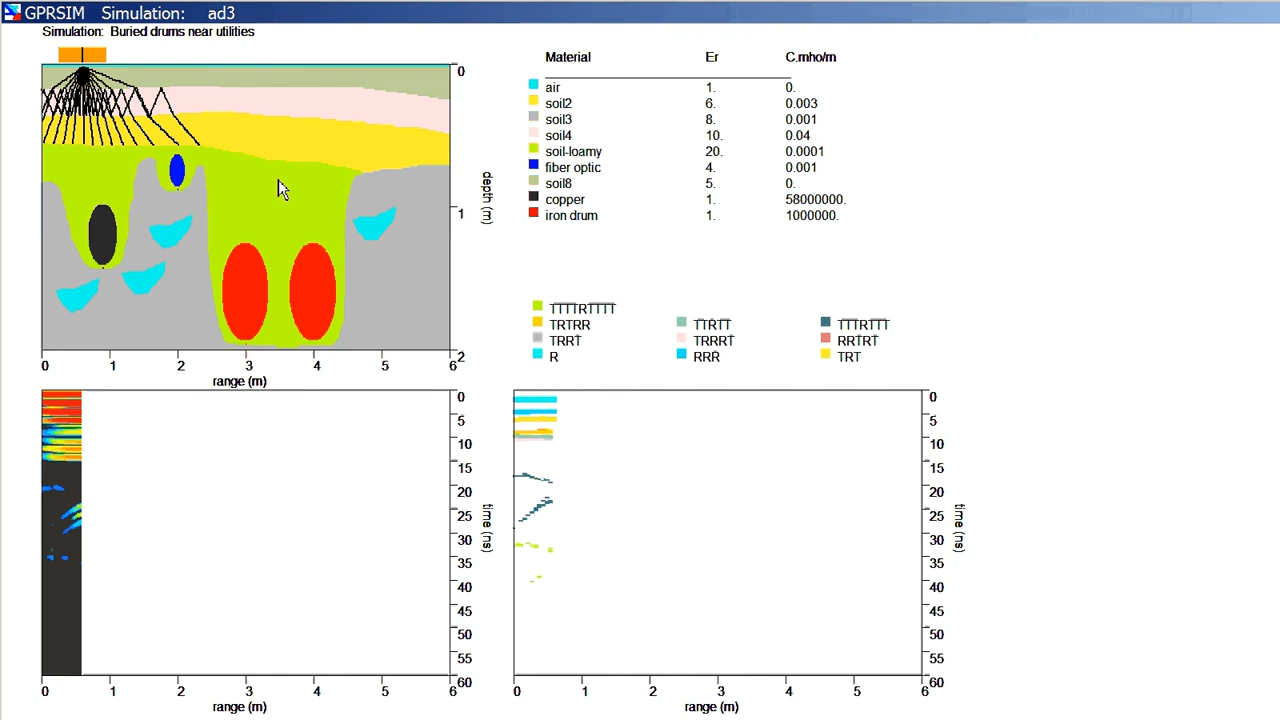 GPRSIM Simulation: ad3
Simulation: Buried drums near utilities
Material Er C.mho/m
air 1. 0.
soil2 6. 0.003
soil3 8. 0.001
soil4 10. 0.04
soil-loamy 20. 0.0001
fiber optic 4. 0.001
soil8 5. 0.
copper 1 58000000.
iron drum 1. 1000000.
0
1
2
depth (m)
0 1 2 3 4 5 6
range (m)
TTTTRTTTT
TRTRR TTRTT TTTRTTT
TRRT TRRRT RRTRT
R RRR TRT
0
5
10
15
20
25
30
35
40
45
50
55
60
time (ns)
0 1 2 3 4 5 6
range (m)
0
5
10
15
20
25
30
35
40
45
50
55
60
time (ns)
0 1 2 3 4 5 6
range (m)